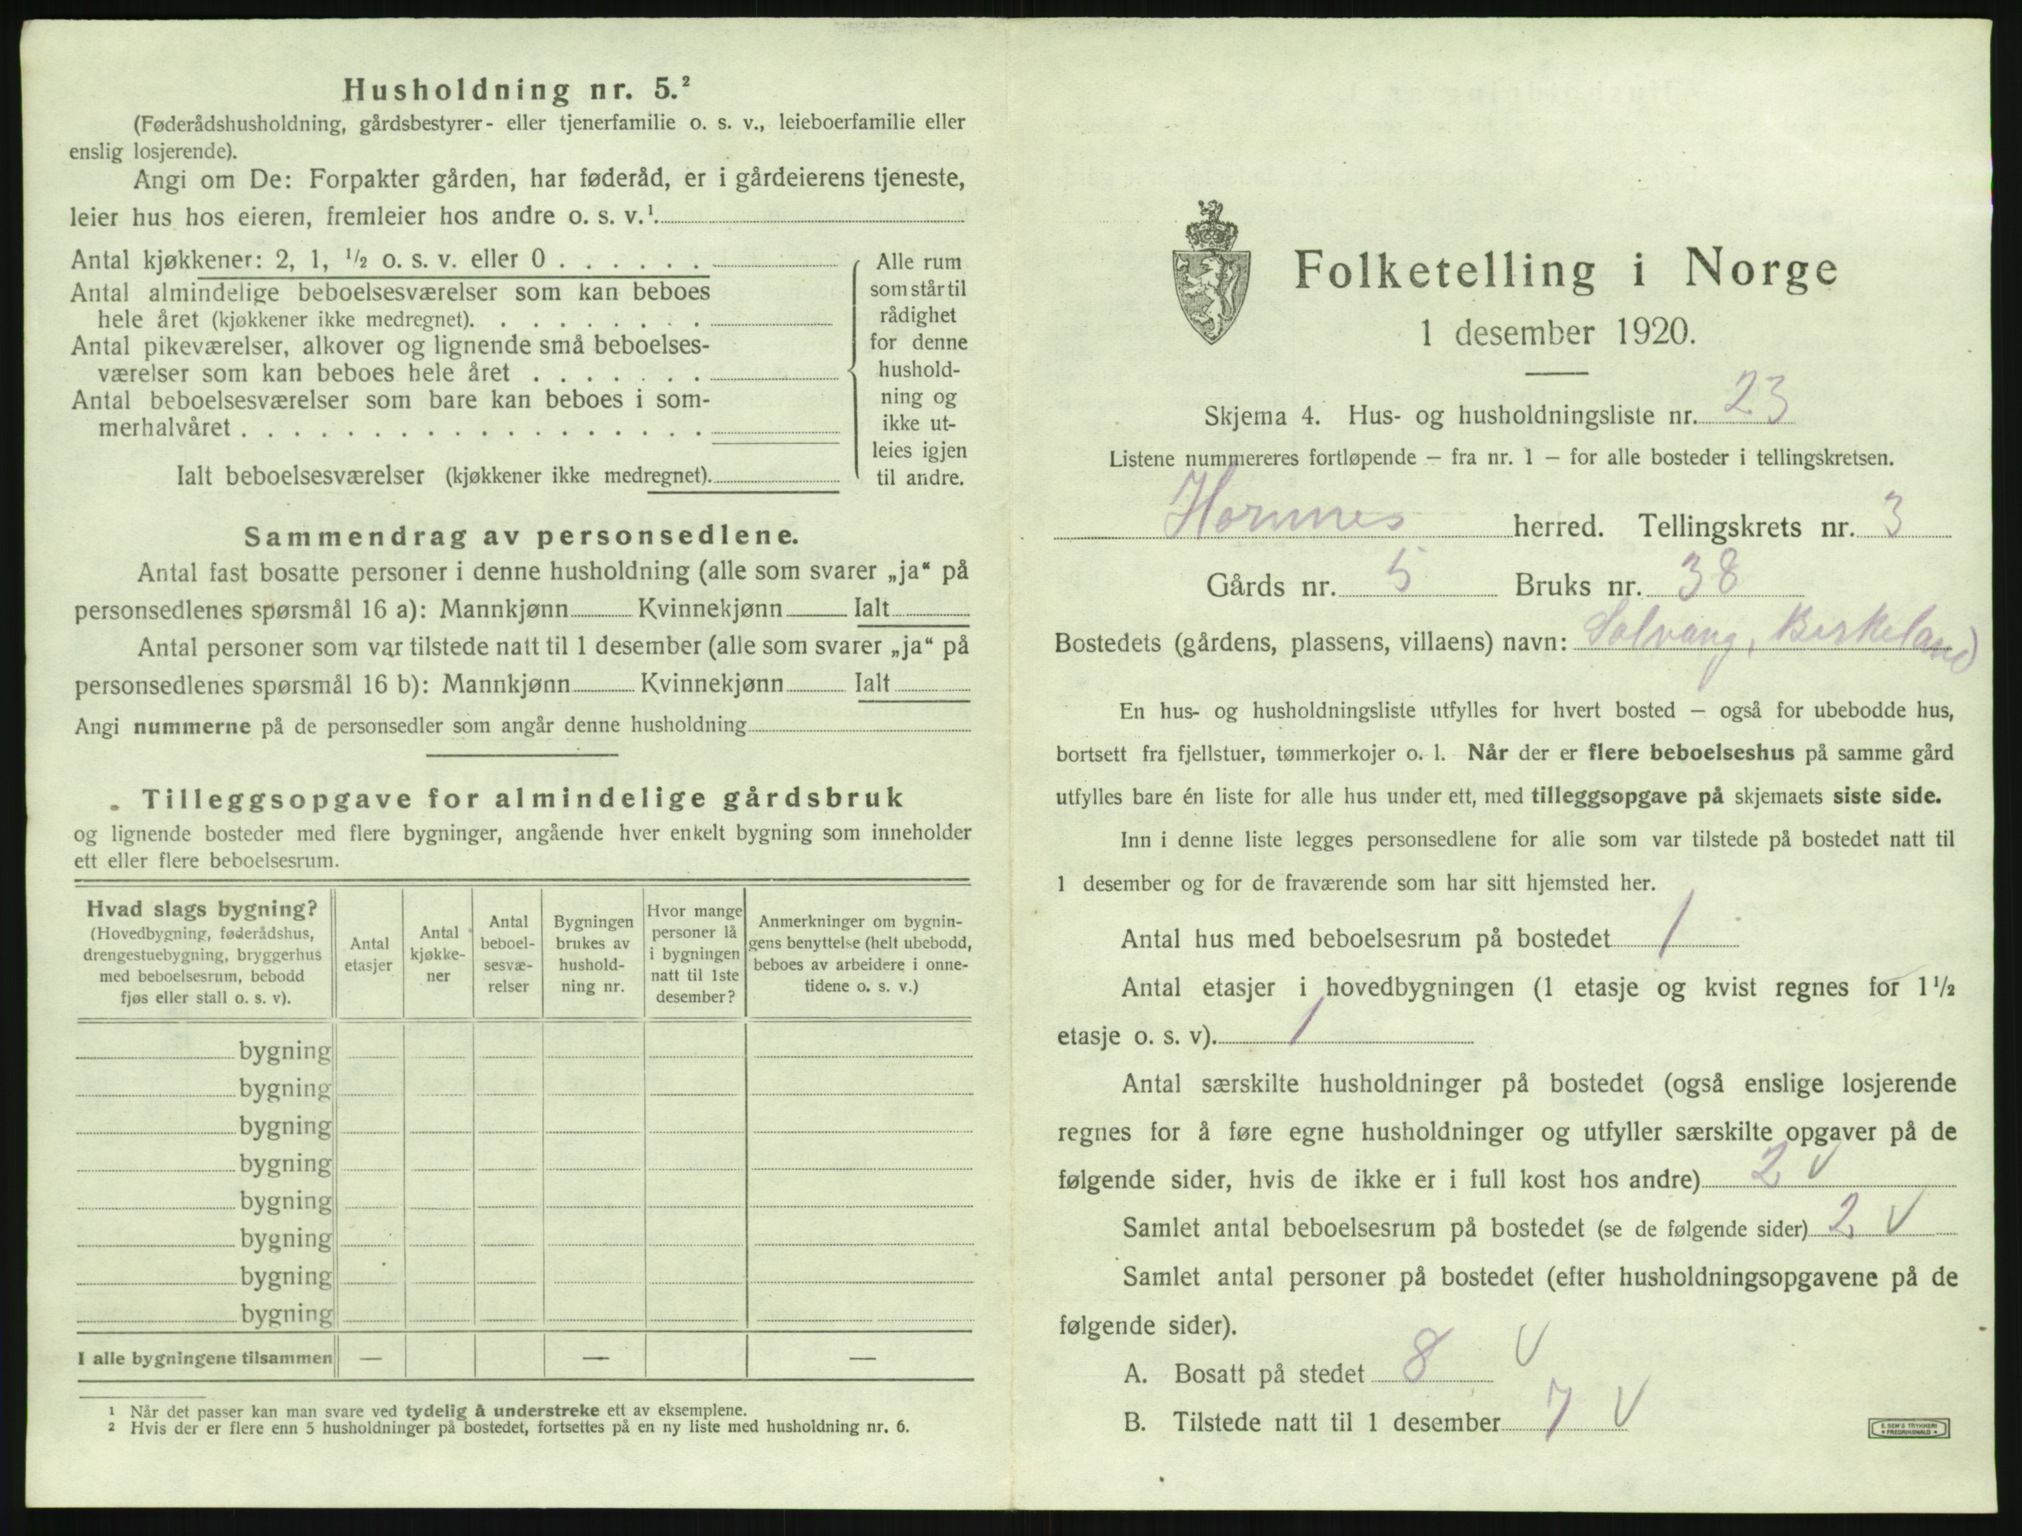 Husholdning nr. 5.²
(Føderådshusholdning, gårdsbestyrer- eller tjenerfamilie o. s. v., leieboerfamilie eller
enslig losjerende).
Angi om De: Forpakter gården, har føderåd, er i gårdeierens tjeneste,
leier hus hos eieren, fremleier hos andre o. s. v.¹
Antal kjøkkener: 2, 1, ½ o. s. v. eller 0 . . . . . .
Antal almindelige beboelsesværelser som kan beboes
hele året (kjøkkener ikke medregnet). . . . . . . . .
Antal pikeværelser, alkover og lignende små beboelses-
værelser som kan beboes hele året . . . . . . .
Antal beboelsesværelser som bare kan beboes i som-
merhalvåret . . . . . . . . . . . . . . . . . .
Ialt beboelsesværelser (kjøkkener ikke medregnet).
Alle rum
som står til
rådighet
for denne
hushold-
ning og
ikke ut-
leies igjen
til andre.
Sammendrag av personsedlene.
Antal fast bosatte personer i denne husholdning (alle som svarer „ja“ på
personsedlenes spørsmål 16 a): Mannkjønn Kvinnekjønn Ialt
Antal personer som var tilstede natt til 1 desember (alle som svarer „ja“ på
personsedlenes spørsmål 16 b): Mannkjønn Kvinnekjønn Ialt
Angi nummerne på de personsedler som angår denne husholdning
Tilleggsopgave for almindelige gårdsbruk
og lignende bosteder med flere bygninger, angående hver enkelt bygning som inneholder
ett eller flere beboelsesrum.
Hvad slags bygning?
(Hovedbygning, føderådshus,
drengestuebygning, bryggerhus
med beboelsesrum, bebodd
fjøs eller stall o. s. v).
Antal
etasjer
Antal
kjøkke-
ner
Antal
beboel-
sesvæ-
relser
Bygningen
brukes av
hushold-
ning nr.
Hvor mange
personer lå
i bygningen
natt til 1ste
desember?
Anmerkninger om bygnin-
gens benyttelse (helt ubebodd,
beboes av arbeidere i onne-
tidene o. s. v.)
bygning
bygning
bygning
bygning
bygning
bygning
bygning
bygning
I alle bygningene tilsammen — — —
¹ Når det passer kan man svare ved tydelig å understreke ett av eksemplene.
² Hvis der er flere enn 5 husholdninger på bostedet, fortsettes på en ny liste med husholdning nr. 6.
Folketelling i Norge
1 desember 1920.
Skjema 4. Hus- og husholdningsliste nr. 23
Listene nummereres fortløpende — fra nr. 1 — for alle bosteder i tellingskretsen.
Hornnes herred. Tellingskrets nr. 3
Gårds nr. 5 Bruks nr. 38
Bostedets (gårdens, plassens, villaens) navn: Solvang, Birkeland
En hus- og husholdningsliste utfylles for hvert bosted — også for ubebodde hus,
bortsett fra fjellstuer, tømmerkojer o. l. Når der er flere beboelseshus på samme gård
utfylles bare én liste for alle hus under ett, med tilleggsopgave på skjemaets siste side.
Inn i denne liste legges personsedlene for alle som var tilstede på bostedet natt til
1 desember og for de fraværende som har sitt hjemsted her.
Antal hus med beboelsesrum på bostedet 1
Antal etasjer i hovedbygningen (1 etasje og kvist regnes for 1½
etasje o. s. v). 1
Antal særskilte husholdninger på bostedet (også enslige losjerende
regnes for å føre egne husholdninger og utfyller særskilte opgaver på de
følgende sider, hvis de ikke er i full kost hos andre) 2 V
Samlet antal beboelsesrum på bostedet (se de følgende sider) 2 V
Samlet antal personer på bostedet (efter husholdningsopgavene på de
følgende sider).
A. Bosatt på stedet 8 V
B. Tilstede natt til 1 desember 7 V
E. SEM'S TRYKKERI
FREDRIKSHALD